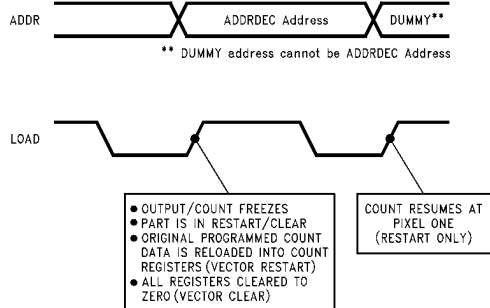 ADDR
ADDRDEC Address
DUMMY**
** DUMMY address cannot be ADDRDEC Address
LOAD
● OUTPUT/COUNT FREEZES
● PART IS IN RESTART/CLEAR
● ORIGINAL PROGRAMMED COUNT
DATA IS RELOADED INTO COUNT
REGISTERS (VECTOR RESTART)
● ALL REGISTERS CLEARED TO
ZERO (VECTOR CLEAR)
COUNT RESUMES AT
PIXEL ONE
(RESTART ONLY)